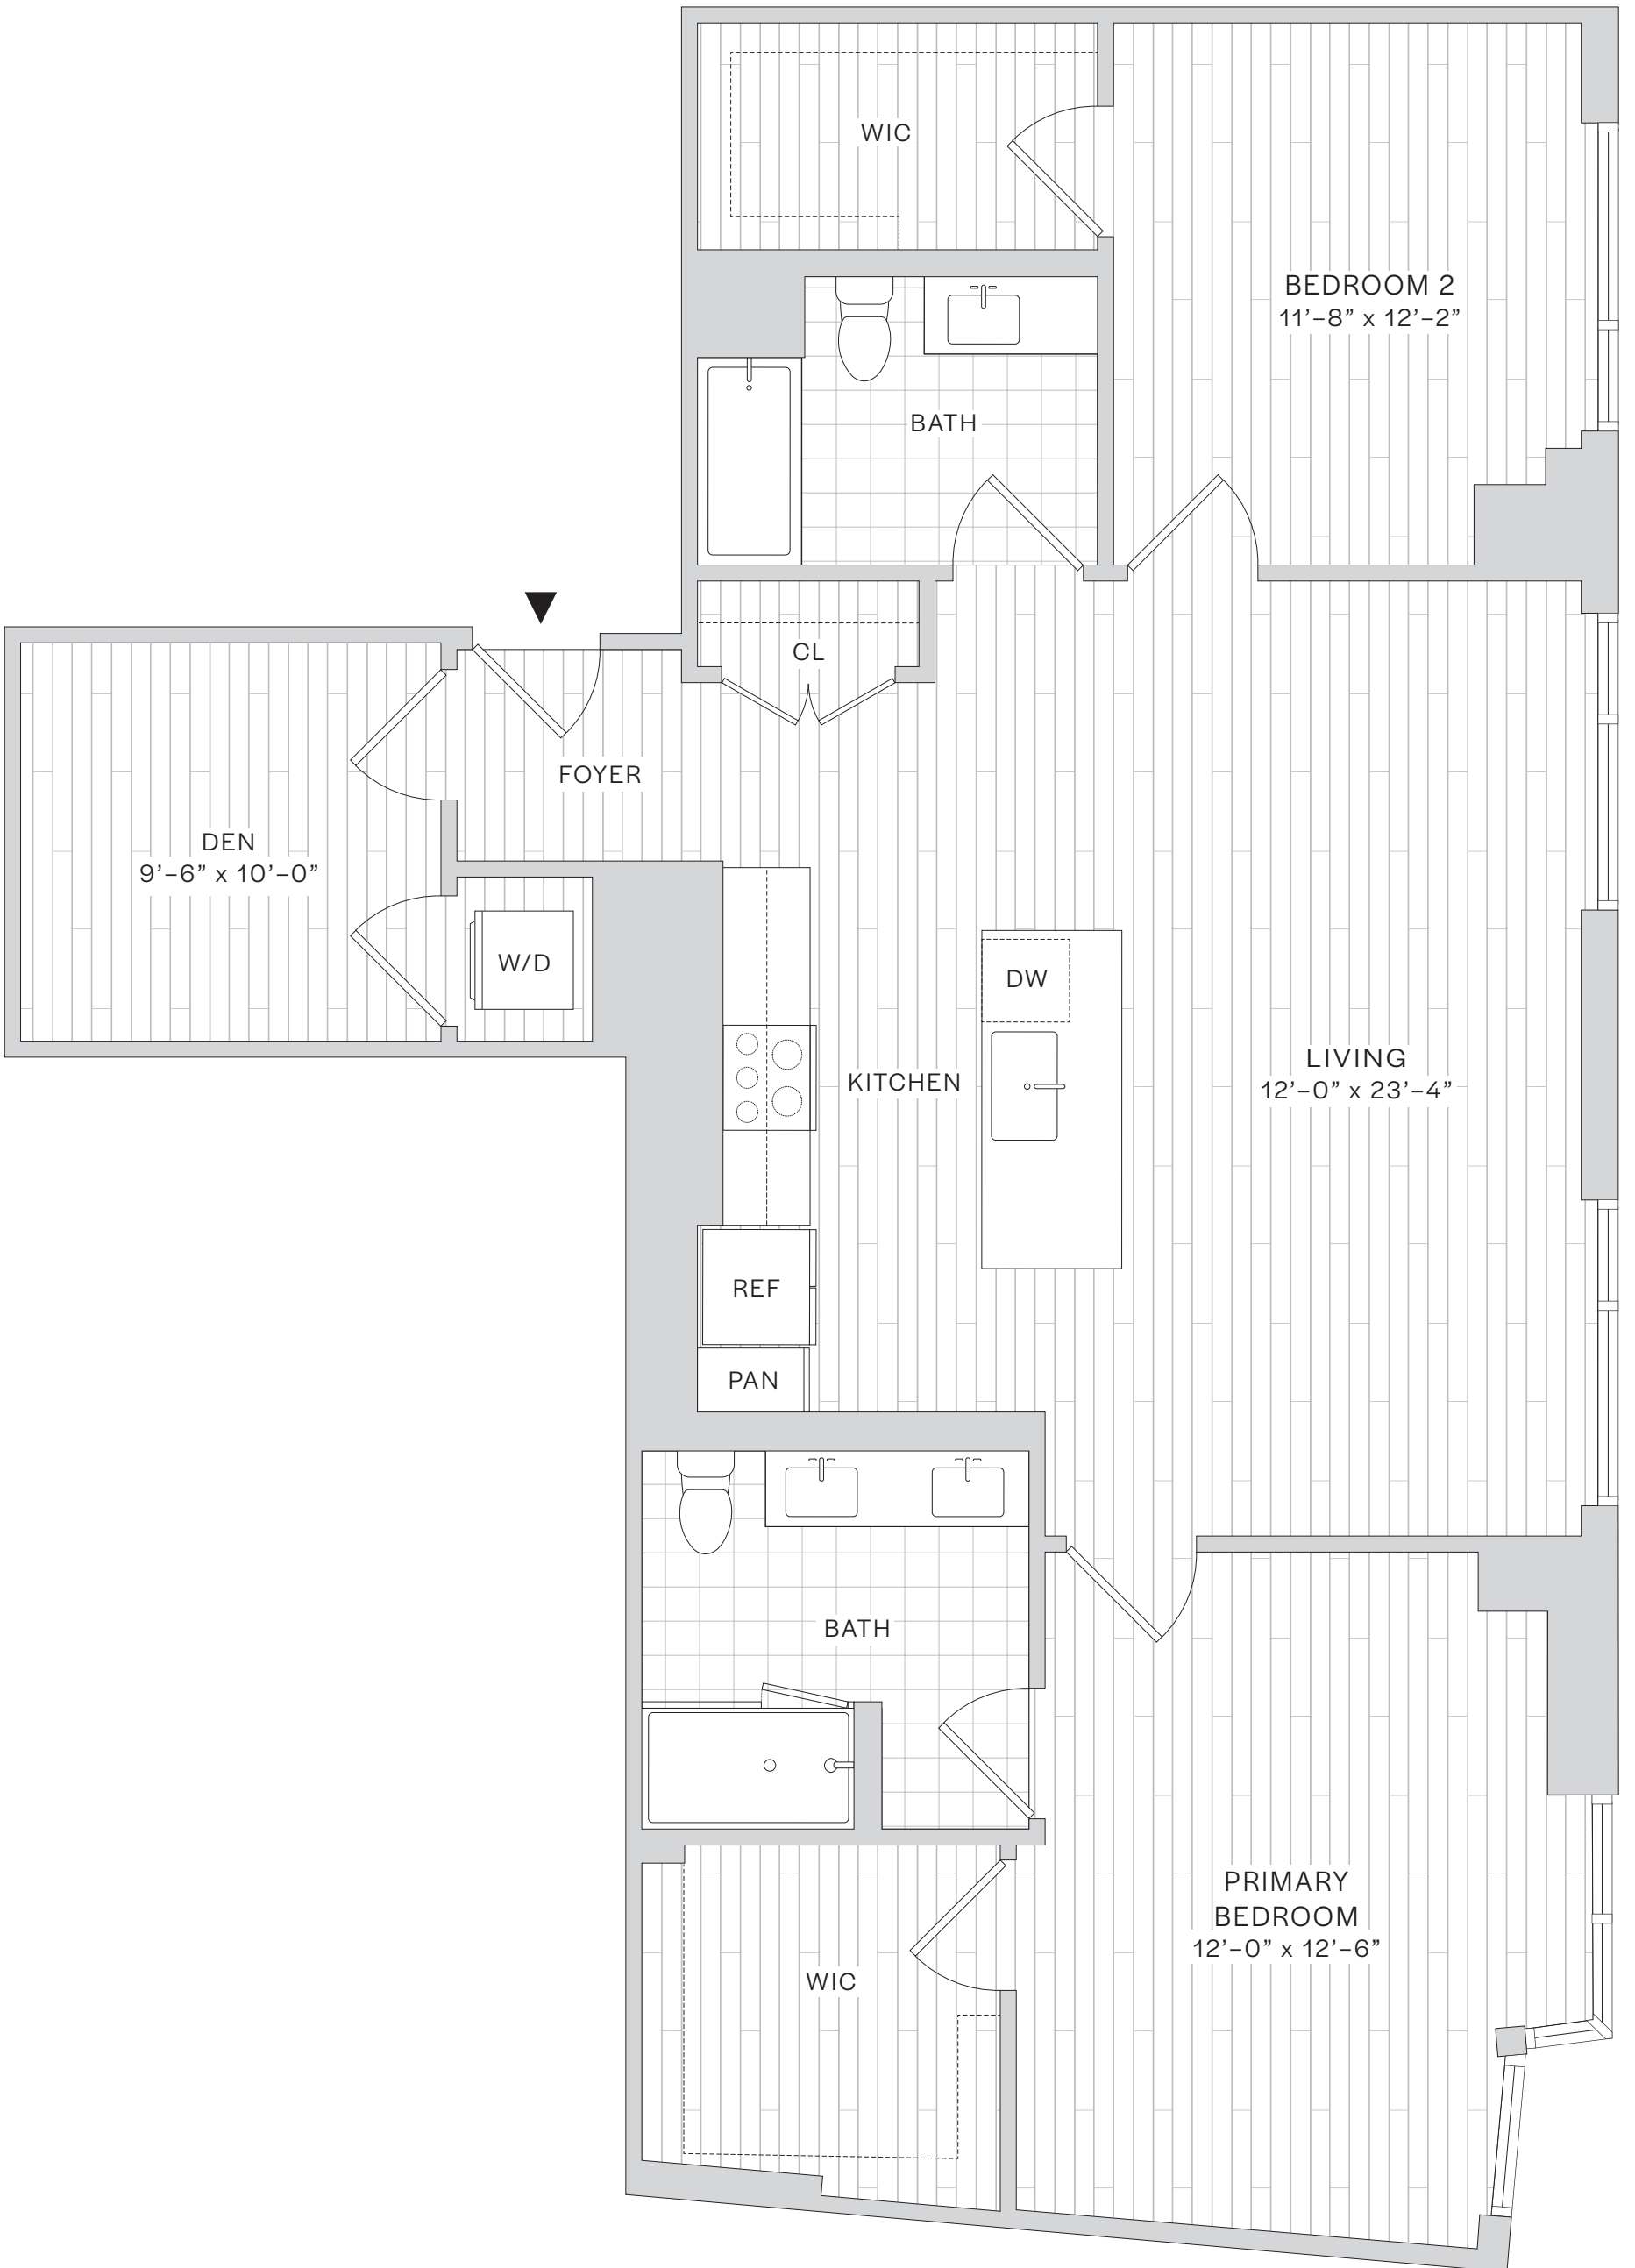 WIC
BEDROOM 2
11’–8” x 12’–2”
BATH
CL
FOYER
DEN
9’–6” x 10’–0”
W/D
DW
KITCHEN
LIVING
12’–0” x 23’–4”
REF
PAN
BATH
PRIMARY
BEDROOM
12’–0” x 12’–6”
WIC